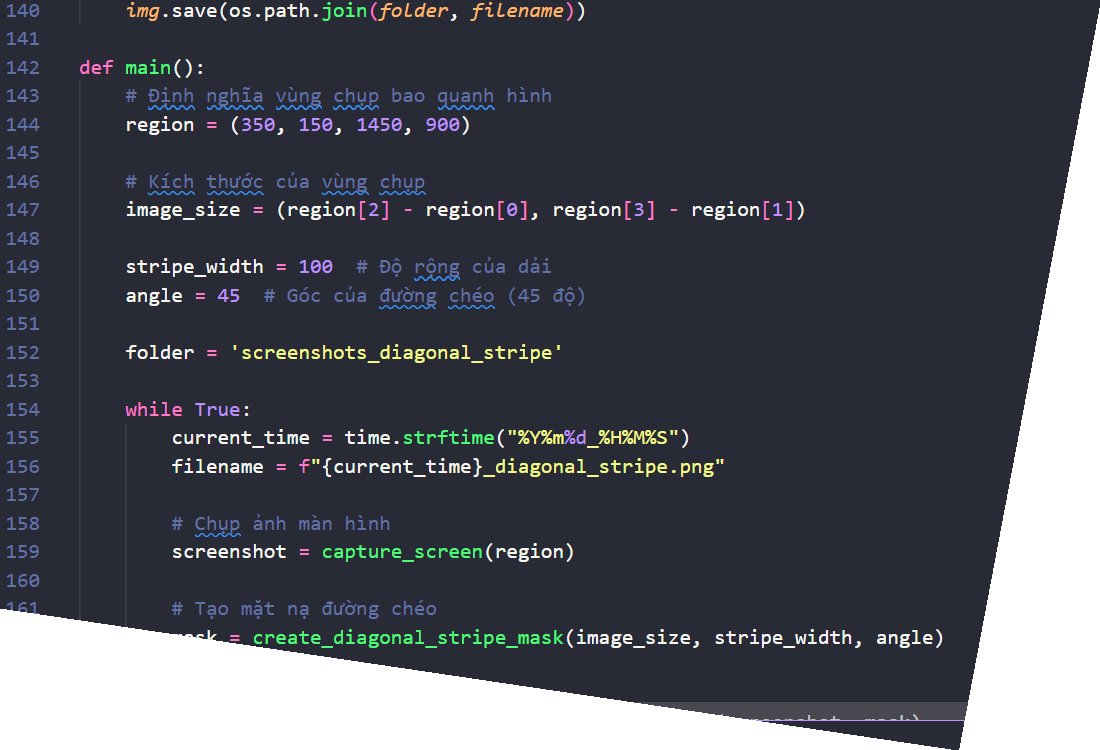 140 img.save(os.path.join(folder, filename))
141
142 def main():
143 # Định nghĩa vùng chụp bao quanh hình
144 region = (350, 150, 1450, 900)
145
146 # Kích thước của vùng chụp
147 image_size = (region[2] - region[0], region[3] - region[1])
148
149 stripe_width = 100 # Độ rộng của dải
150 angle = 45 # Góc của đường chéo (45 độ)
151
152 folder = 'screenshots_diagonal_stripe'
153
154 while True:
155 current_time = time.strftime("%Y%m%d_%H%M%S")
156 filename = f"{current_time}_diagonal_stripe.png"
157
158 # Chụp ảnh màn hình
159 screenshot = capture_screen(region)
160
161 # Tạo mặt nạ đường chéo
mask = create_diagonal_stripe_mask(image_size, stripe_width, angle)